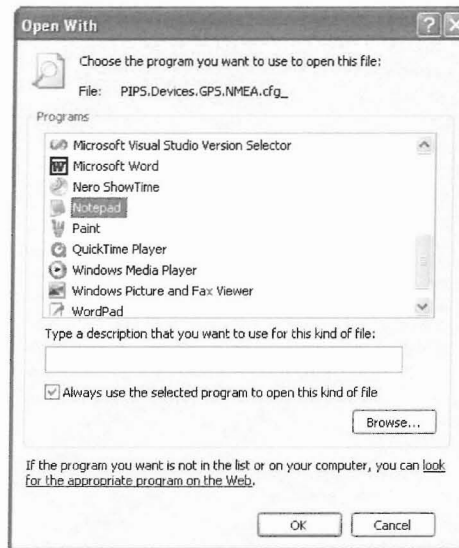 Open With
Choose the program you want to use to open this file:
File: PIPS.Devices.GPS.NMEA.cfg_
Programs
Microsoft Visual Studio Version Selector
Microsoft Word
Nero ShowTime
Notepad
Paint
QuickTime Player
Windows Media Player
Windows Picture and Fax Viewer
WordPad
Type a description that you want to use for this kind of file:
Always use the selected program to open this kind of file
Browse...
If the program you want is not in the list or on your computer, you can look
for the appropriate program on the Web.
OK Cancel